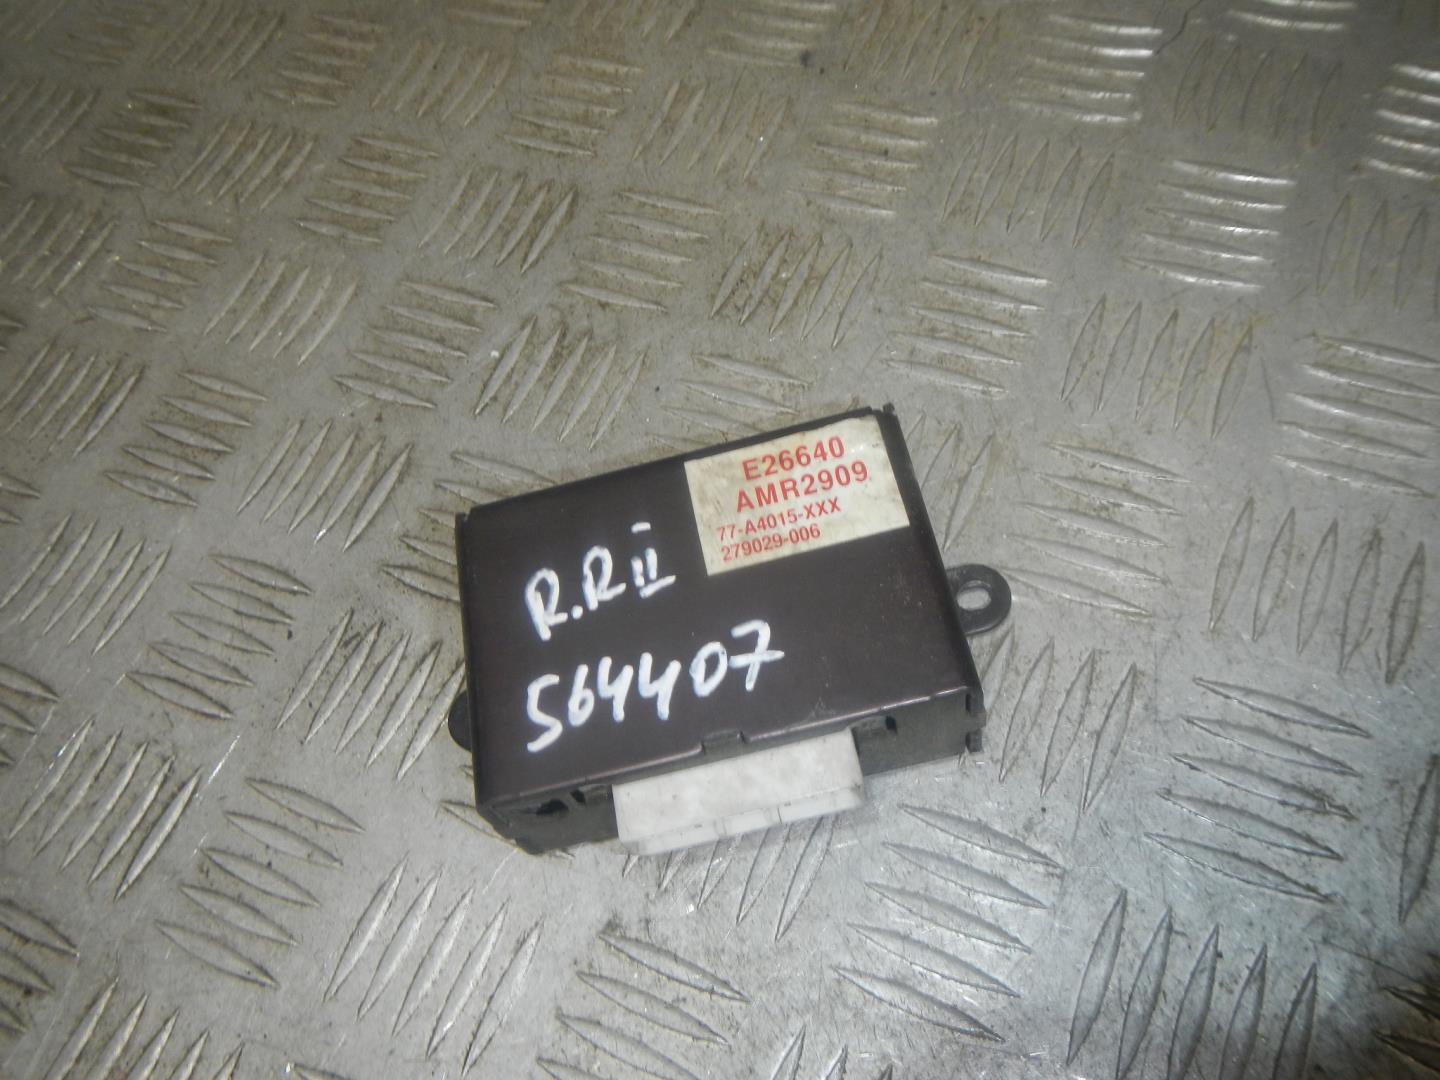 E26640
AMR2909
77-A4015-XXX
279029-006
R.R II
564407